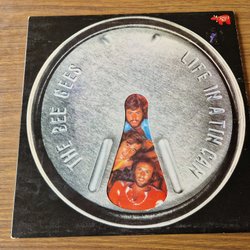 THE BEE GEES
LIFE IN A TIN CAN